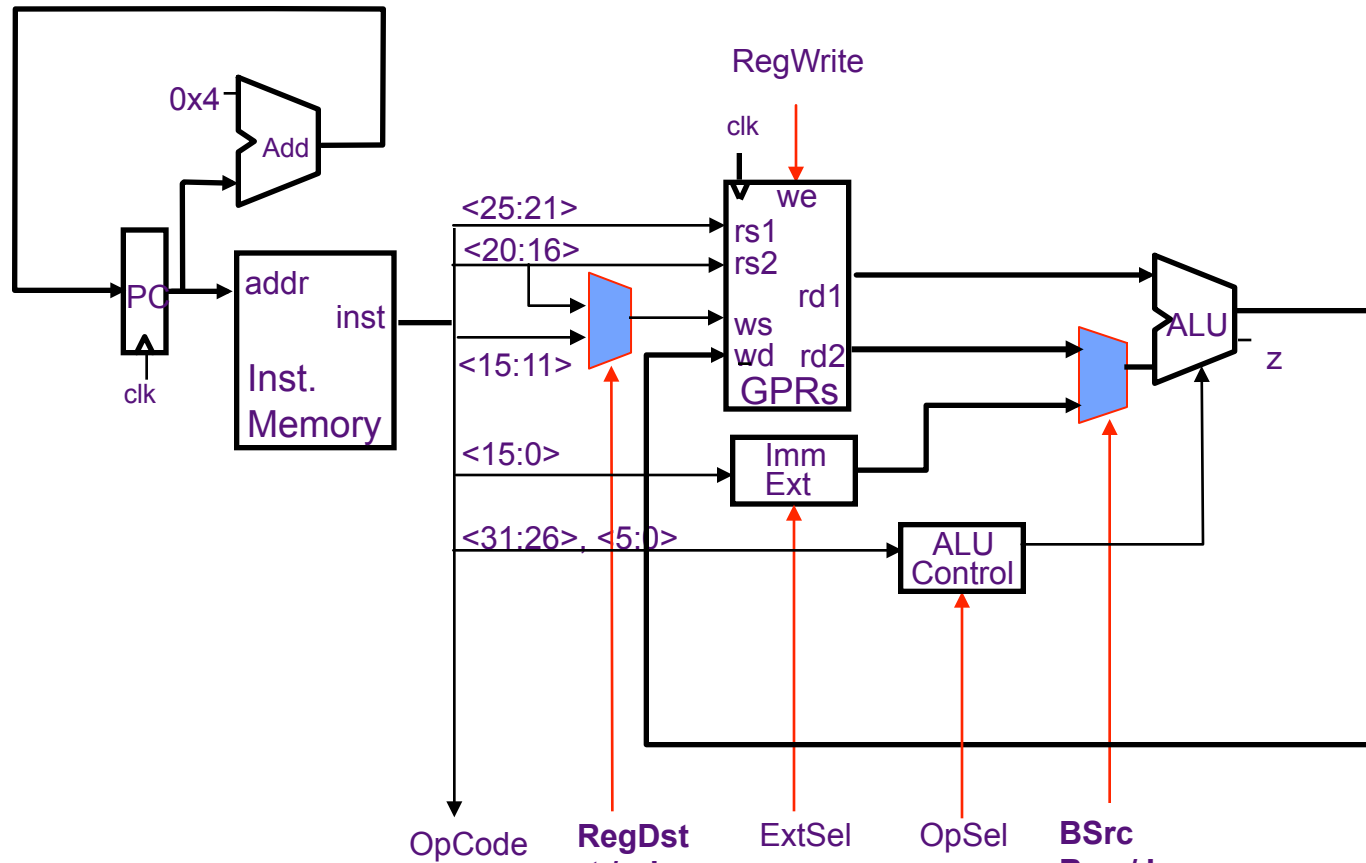 RegWrite
0x4
Add
clk
we
<25:21>
rs1
<20:16>
rs2
PC
addr
rd1
inst
ws
ALU
wd
rd2
z
<15:11>
GPRs
clk
Inst.
Memory
<15:0>
Imm
Ext
<31:26>, <5:0>
ALU
Control
OpCode
RegDst
ExtSel
OpSel
BSrc